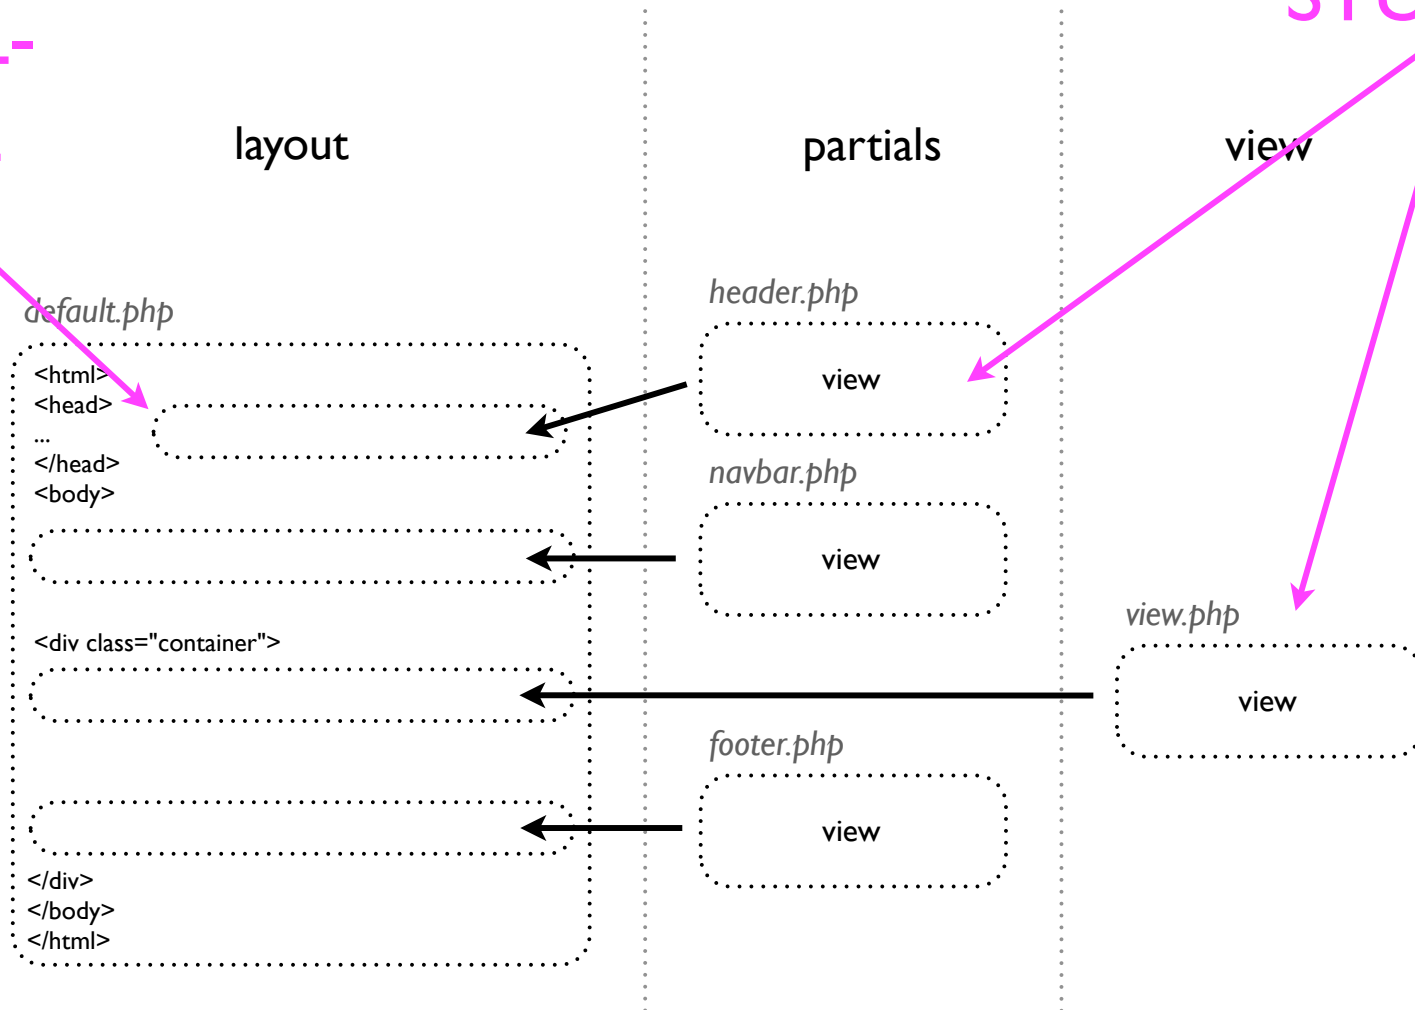 layout
partials
view
default.php
<html>
<head>
...
</head>
<body>
<div class="container">
</div>
</body>
</html>
header.php
view
navbar.php
view
footer.php
view
view.php
view